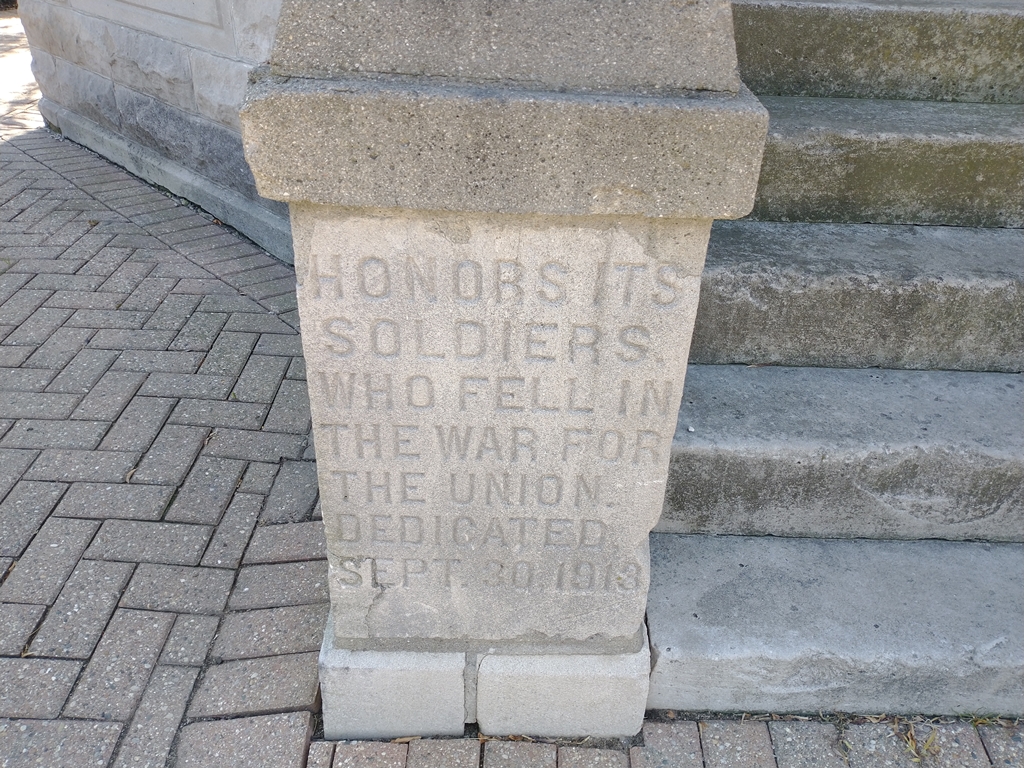 HONORS ITS
SOLDIERS.
WHO FELL IN
THE WAR FOR
THE UNION.
DEDICATED.
SEPT. 30, 1913